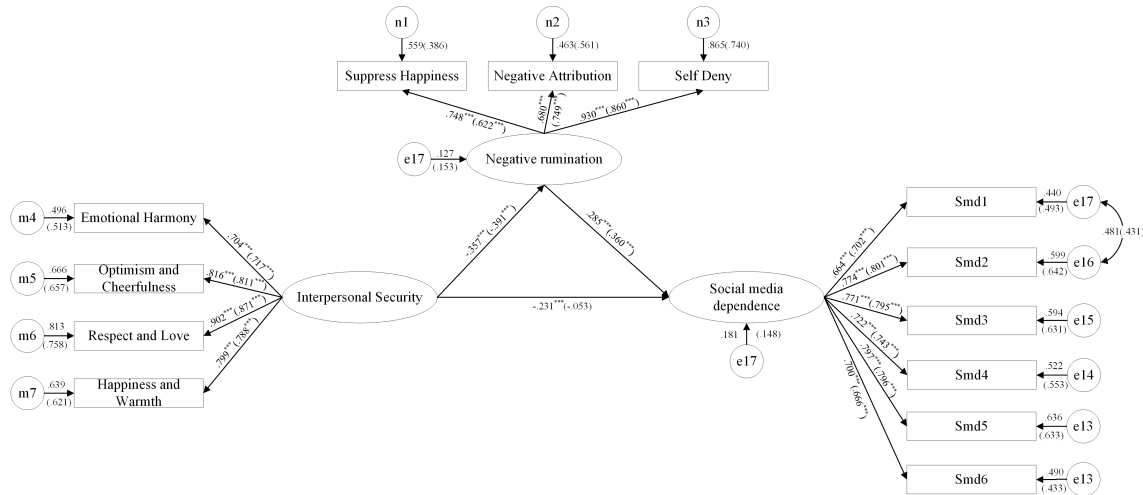 n1
n2
n3
.559(.386)
.463(.561)
.865(.740)
Suppress Happiness
Negative Attribution
Self Deny
.748***(.622***)
.680***
(.749***)
.930***(.860***)
e17
.127
(.153)
Negative rumination
m4
.496
(.513)
Emotional Harmony
m5
.666
(.657)
Optimism and
Cheerfulness
m6
.813
(.758)
Respect and Love
m7
.639
(.621)
Happiness and
Warmth
.704***(.717***)
.816***(.811***)
.902***(.871***)
.799***(.788***)
Interpersonal Security
-.357***(-.391***)
.285***(.360***)
-.231***(-.053)
Social media
dependence
.181
(.148)
e17
.664***(.702***)
.774***(.801***)
.771***(.795***)
.722***(.743***)
.797***(.796***)
.700***(.666***)
Smd1
.440
(.493)
e17
.481(.431)
Smd2
.599
(.642)
e16
Smd3
.594
(.631)
e15
Smd4
.522
(.553)
e14
Smd5
.636
(.633)
e13
Smd6
.490
(.433)
e13